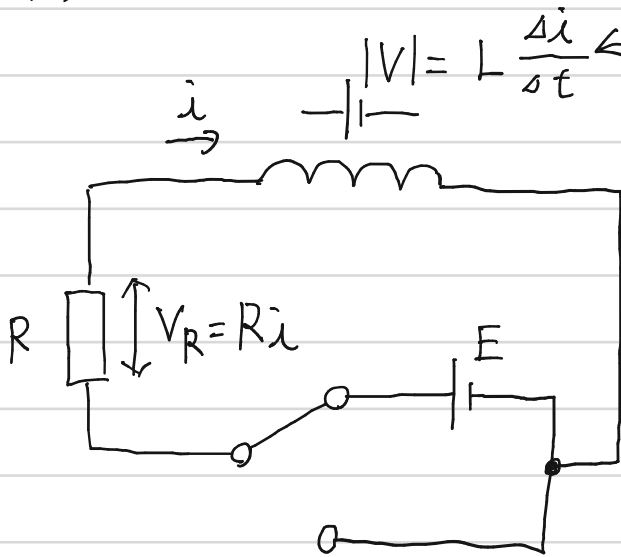 |V| = L Δi/Δt ←
i →
R
V_R = Ri
E